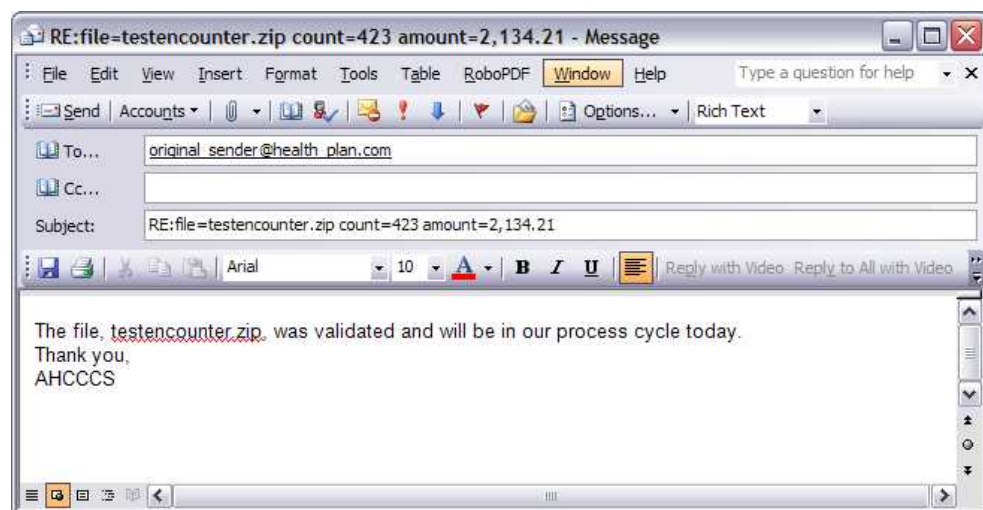 RE:file=testencounter.zip count=423 amount=2,134.21 - Message
File Edit View Insert Format Tools Table RoboPDF Window Help Type a question for help
Send Accounts Options... Rich Text
To... original_sender@health_plan.com
Cc...
Subject: RE:file=testencounter.zip count=423 amount=2,134.21
Arial 10 A B I U Reply with Video Reply to All with Video
The file, testencounter.zip, was validated and will be in our process cycle today.
Thank you,
AHCCCS